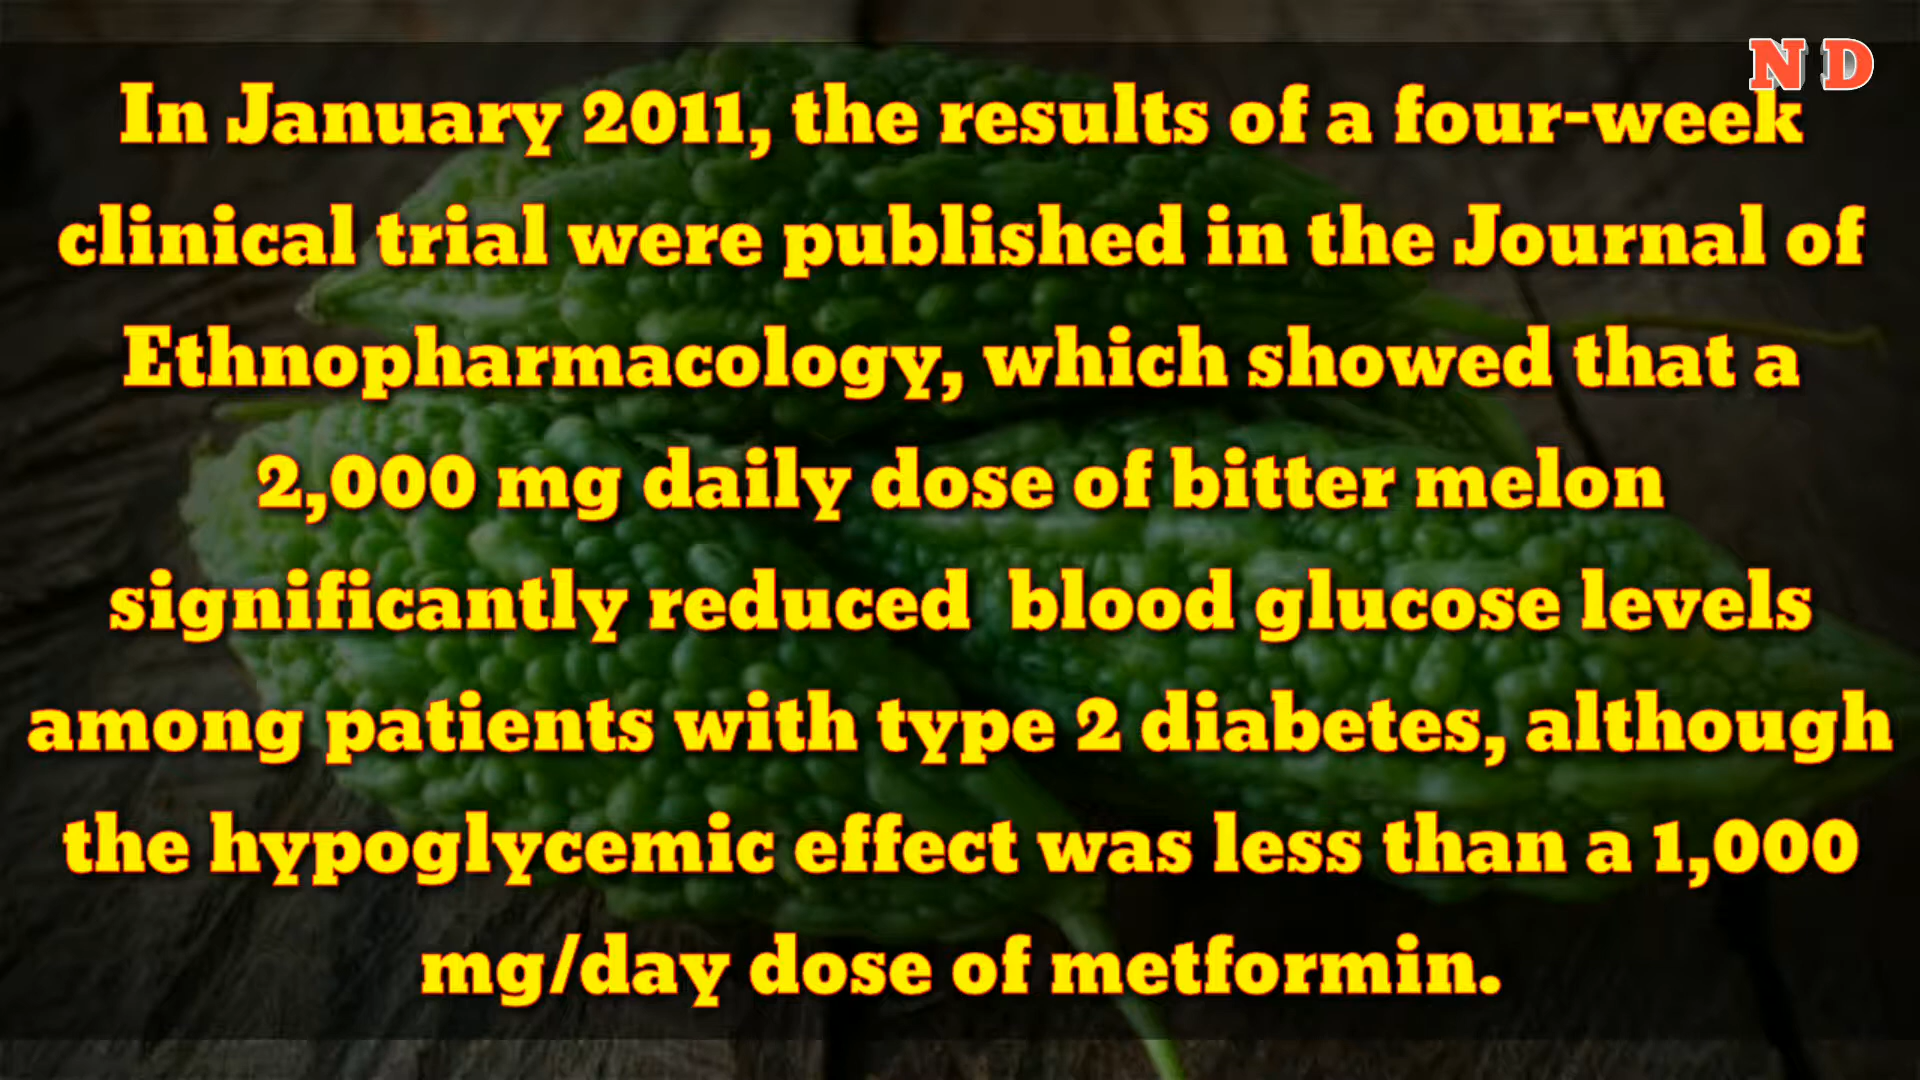 N D
In January 2011, the results of a four-week
clinical trial were published in the Journal of
Ethnopharmacology, which showed that a
2,000 mg daily dose of bitter melon
significantly reduced  blood glucose levels
among patients with type 2 diabetes, although
the hypoglycemic effect was less than a 1,000
mg/day dose of metformin.